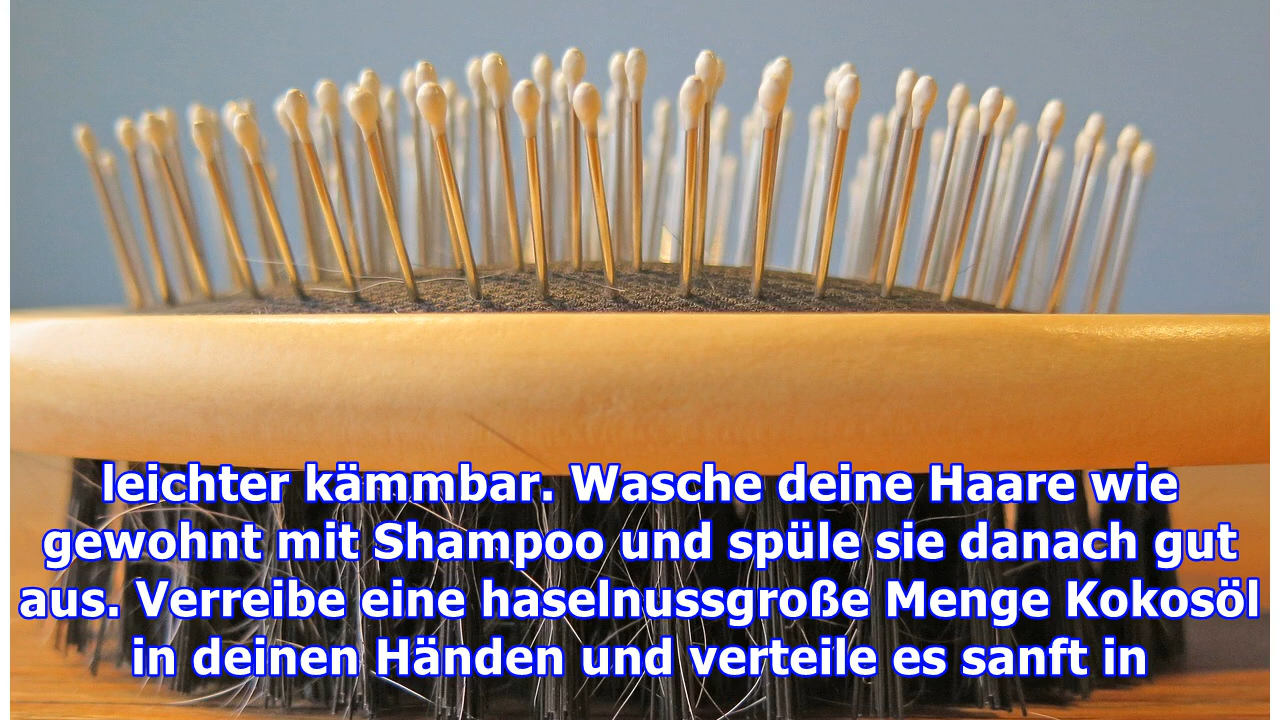 leichter kämmbar. Wasche deine Haare wie
gewohnt mit Shampoo und spüle sie danach gut
aus. Verreibe eine haselnussgroße Menge Kokosöl
in deinen Händen und verteile es sanft in